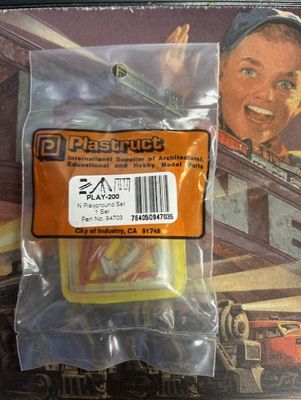 Plastruct
International Supplier of Architectural,
Educational and Hobby Model Parts
PLAY-200
N Playground Set
1 Set
Part No. 94703
764050947035
City of Industry, CA 91748